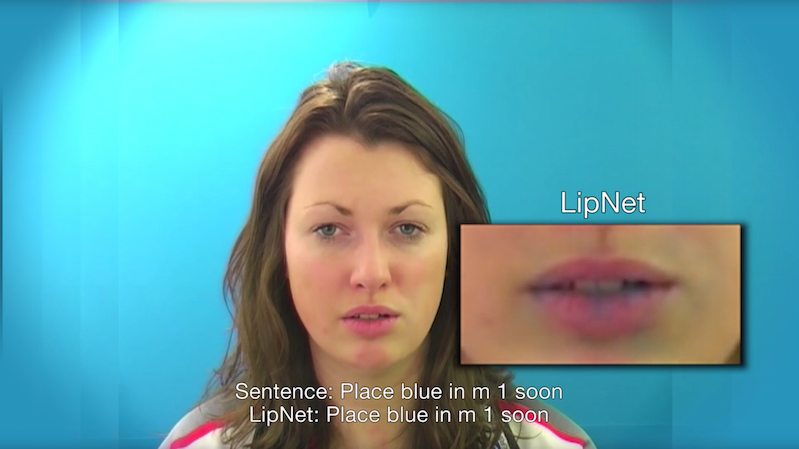 LipNet
Sentence: Place blue in m 1 soon
LipNet: Place blue in m 1 soon